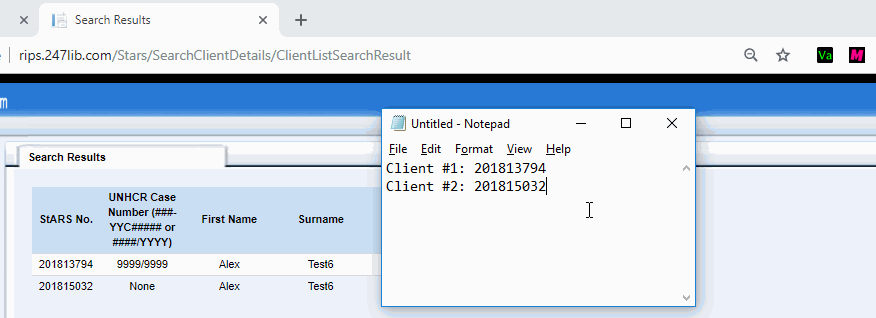 Search Results
rips.247lib.com/Stars/SearchClientDetails/ClientListSearchResult
Va
M
m
Search Results
Untitled - Notepad
File Edit Format View Help
Client #1: 201813794
Client #2: 201815032
StARS No. UNHCR Case Number (###-YYC##### or ####/YYYY) First Name Surname
201813794 9999/9999 Alex Test6
201815032 None Alex Test6